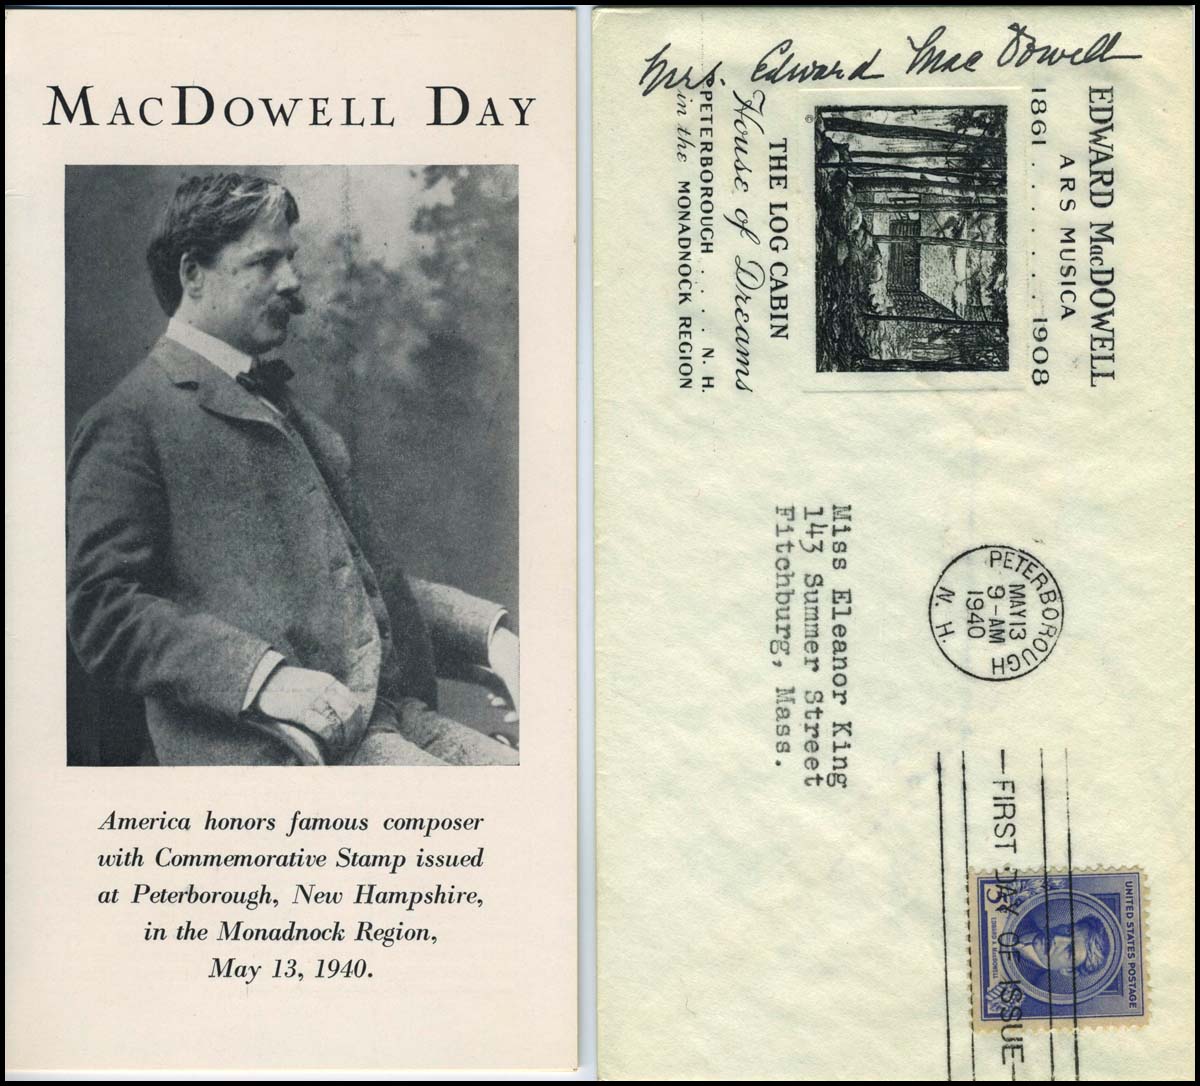 MACDOWELL DAY
America honors famous composer
with Commemorative Stamp issued
at Peterborough, New Hampshire,
in the Monadnock Region,
May 13, 1940.
Mrs. Edward MacDowell
EDWARD MacDOWELL
ARS MUSICA
1861 . . . . . . 1908
©
THE LOG CABIN
House of Dreams
PETERBOROUGH . . . . N. H.
in the MONADNOCK REGION
PETERBOROUGH
MAY 13
9-AM
1940
N. H.
Miss Eleanor King
143 Summer Street
Fitchburg, Mass.
FIRST DAY OF ISSUE
UNITED STATES POSTAGE
5¢
EDWARD A. MACDOWELL